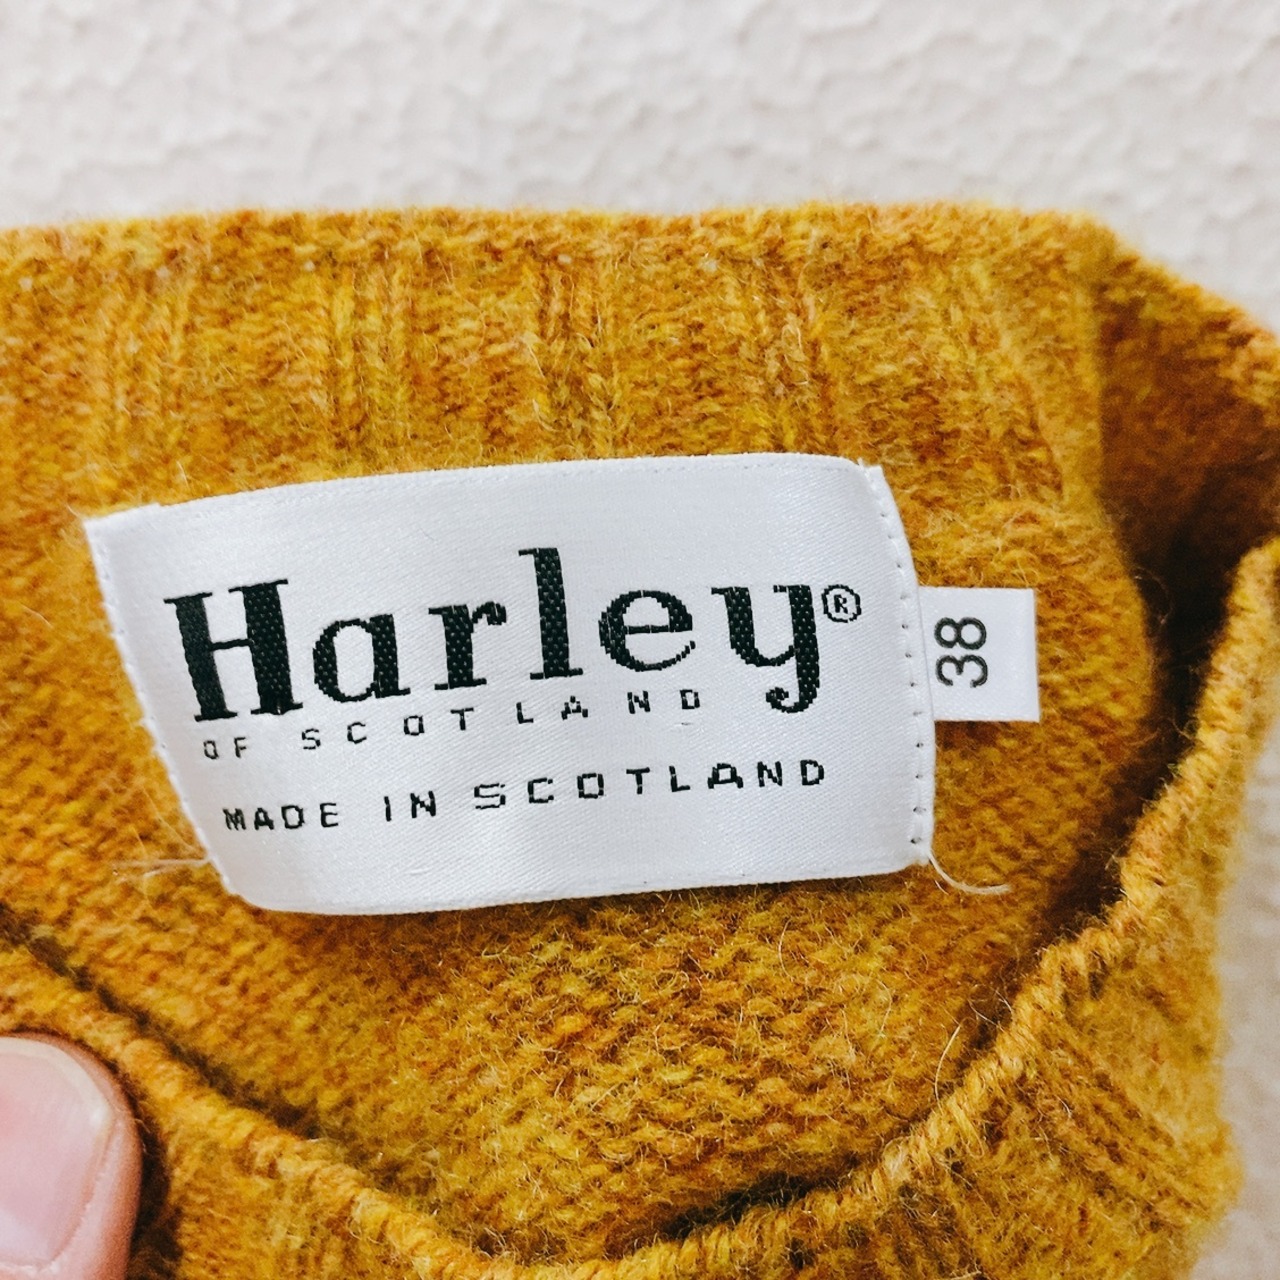 Harley®
OF SCOTLAND
MADE IN SCOTLAND
38